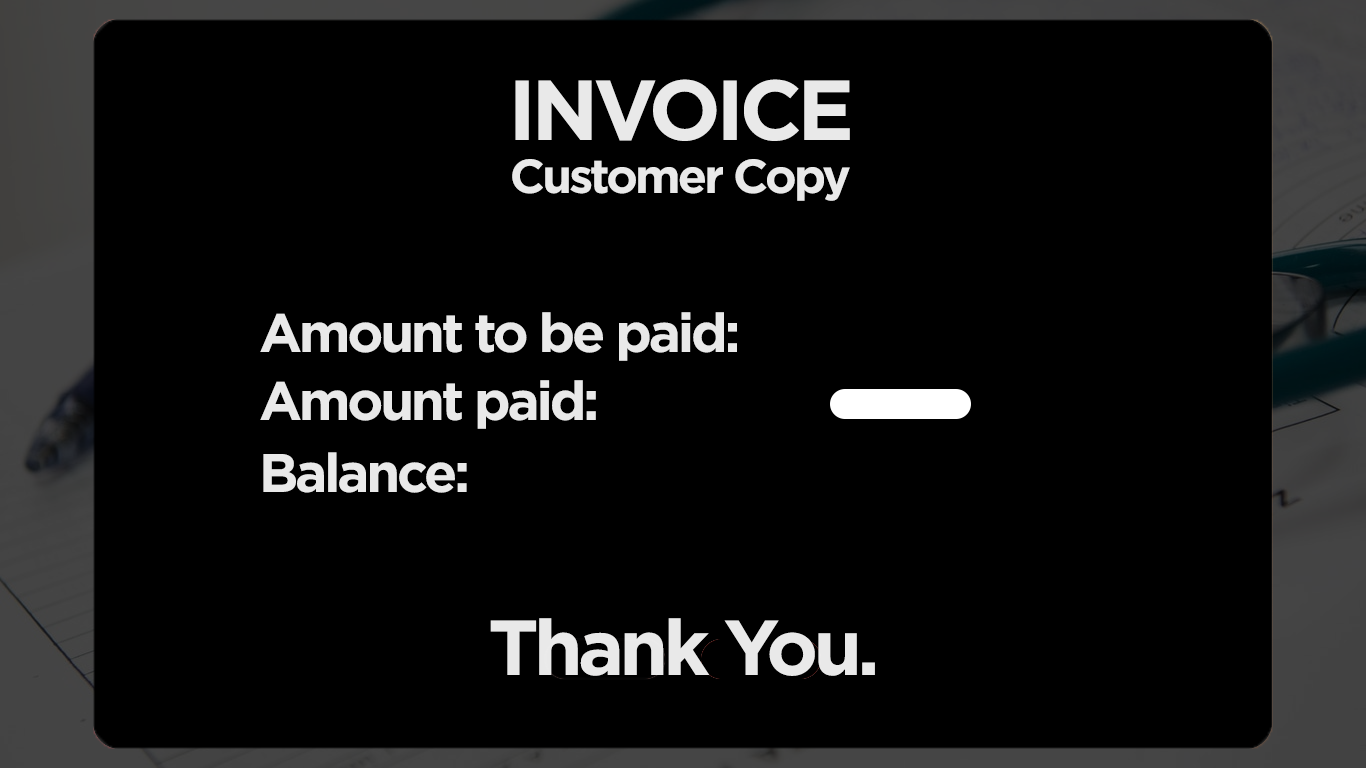 INVOICE
Customer Copy
Amount to be paid:
Amount paid:
Balance:
Thank You.